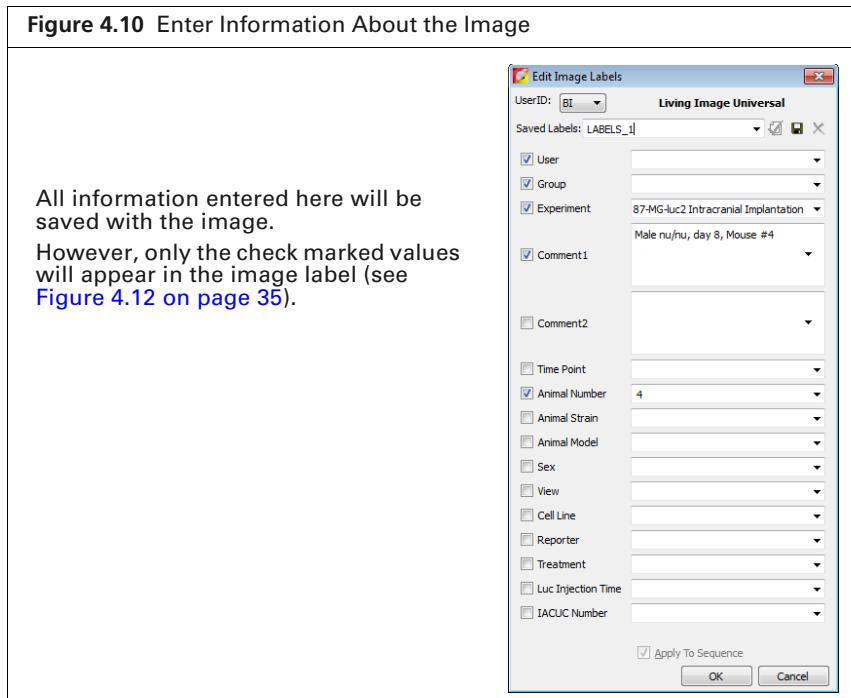 Figure 4.10 Enter Information About the Image
All information entered here will be
saved with the image.
However, only the check marked values
will appear in the image label (see
Figure 4.12 on page 35).
Edit Image Labels
UserID: BI Living Image Universal
Saved Labels: LABELS_1
User
Group
Experiment 87-MG-luc2 Intracranial Implantation
Comment1 Male nu/nu, day 8, Mouse #4
Comment2
Time Point
Animal Number 4
Animal Strain
Animal Model
Sex
View
Cell Line
Reporter
Treatment
Luc Injection Time
IACUC Number
Apply To Sequence
OK Cancel